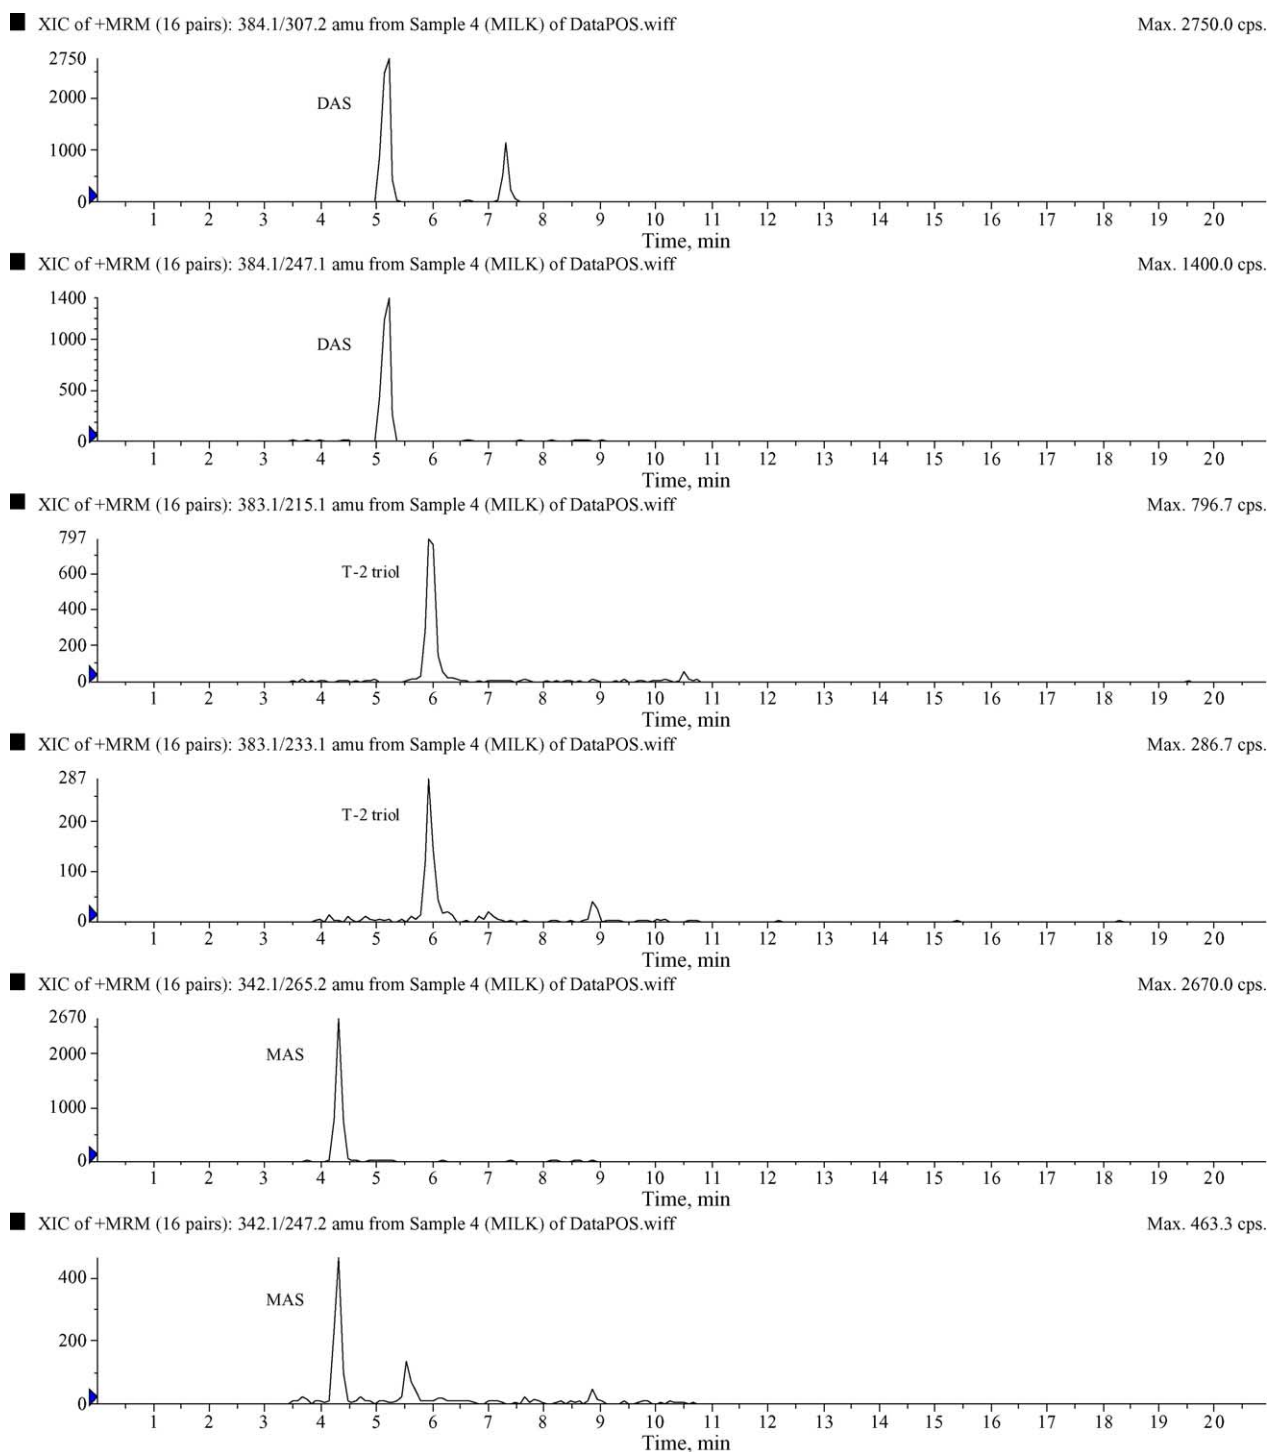 XIC of +MRM (16 pairs): 384.1/307.2 amu from Sample 4 (MILK) of DataPOS.wiff Max. 2750.0 cps.
2750
2000
DAS
1000
0
1 2 3 4 5 6 7 8 9 10 11 12 13 14 15 16 17 18 19 20
Time, min
XIC of +MRM (16 pairs): 384.1/247.1 amu from Sample 4 (MILK) of DataPOS.wiff Max. 1400.0 cps.
1400
1000
DAS
500
0
1 2 3 4 5 6 7 8 9 10 11 12 13 14 15 16 17 18 19 20
Time, min
XIC of +MRM (16 pairs): 383.1/215.1 amu from Sample 4 (MILK) of DataPOS.wiff Max. 796.7 cps.
797
600
T-2 triol
400
200
0
1 2 3 4 5 6 7 8 9 10 11 12 13 14 15 16 17 18 19 20
Time, min
XIC of +MRM (16 pairs): 383.1/233.1 amu from Sample 4 (MILK) of DataPOS.wiff Max. 286.7 cps.
287
T-2 triol
200
100
0
1 2 3 4 5 6 7 8 9 10 11 12 13 14 15 16 17 18 19 20
Time, min
XIC of +MRM (16 pairs): 342.1/265.2 amu from Sample 4 (MILK) of DataPOS.wiff Max. 2670.0 cps.
2670
2000
MAS
1000
0
1 2 3 4 5 6 7 8 9 10 11 12 13 14 15 16 17 18 19 20
Time, min
XIC of +MRM (16 pairs): 342.1/247.2 amu from Sample 4 (MILK) of DataPOS.wiff Max. 463.3 cps.
400
MAS
200
0
1 2 3 4 5 6 7 8 9 10 11 12 13 14 15 16 17 18 19 20
Time, min